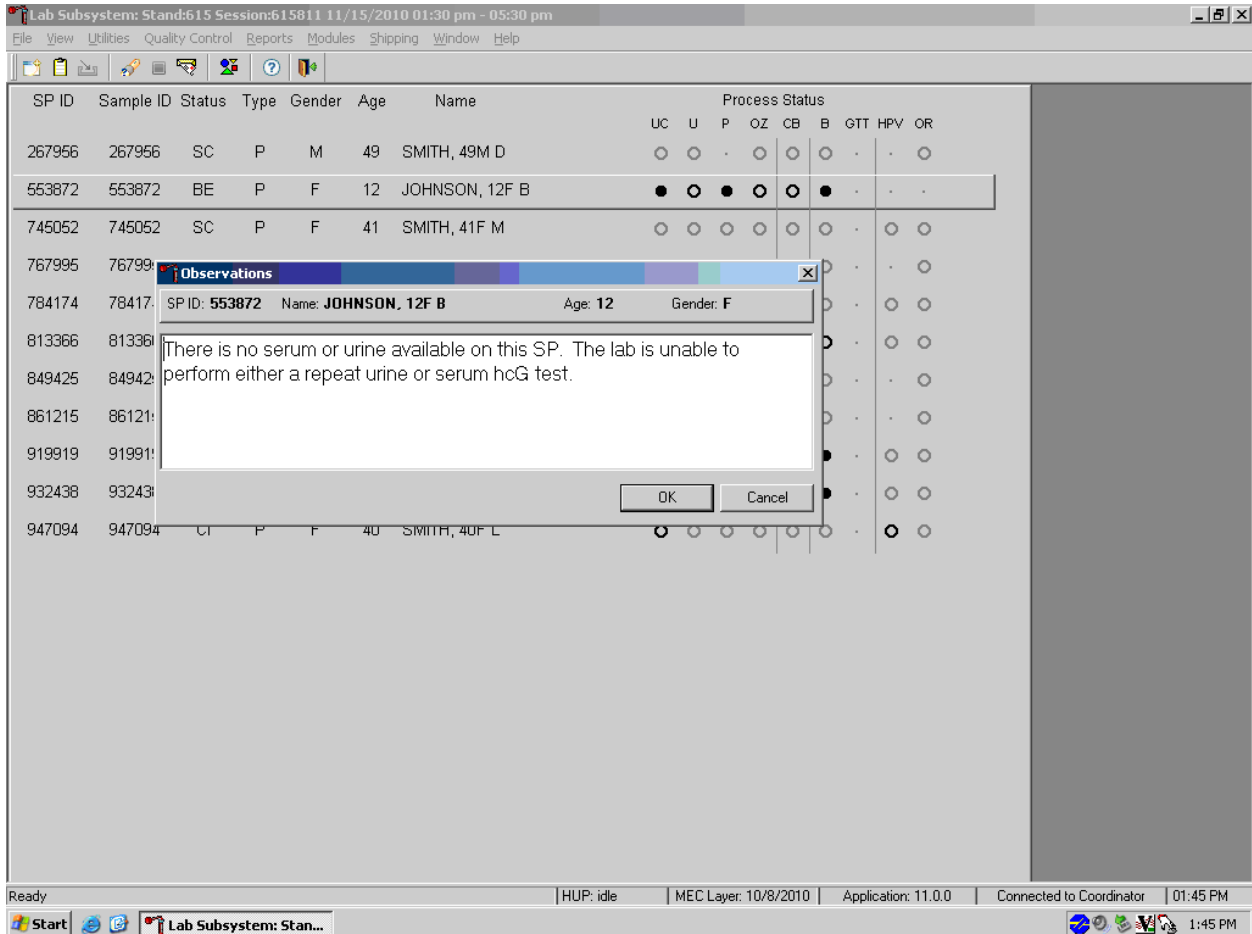 Lab Subsystem: Stand:615 Session:615811 11/15/2010 01:30 pm - 05:30 pm
File View Utilities Quality Control Reports Modules Shipping Window Help
SP ID Sample ID Status Type Gender Age Name Process Status
UC U P OZ CB B GTT HPV OR
267956 267956 SC P M 49 SMITH, 49M D
553872 553872 BE P F 12 JOHNSON, 12F B
745052 745052 SC P F 41 SMITH, 41F M
767995 76799
Observations
784174 78417
SP ID: 553872 Name: JOHNSON, 12F B Age: 12 Gender: F
813366 81336
There is no serum or urine available on this SP. The lab is unable to
perform either a repeat urine or serum hcG test.
849425 84942
861215 86121
919919 91991
932438 93243
OK Cancel
947094 947094 CI P F 40 SMITH, 40F L
Ready HUP: idle MEC Layer: 10/8/2010 Application: 11.0.0 Connected to Coordinator 01:45 PM
Start Lab Subsystem: Stan... 1:45 PM